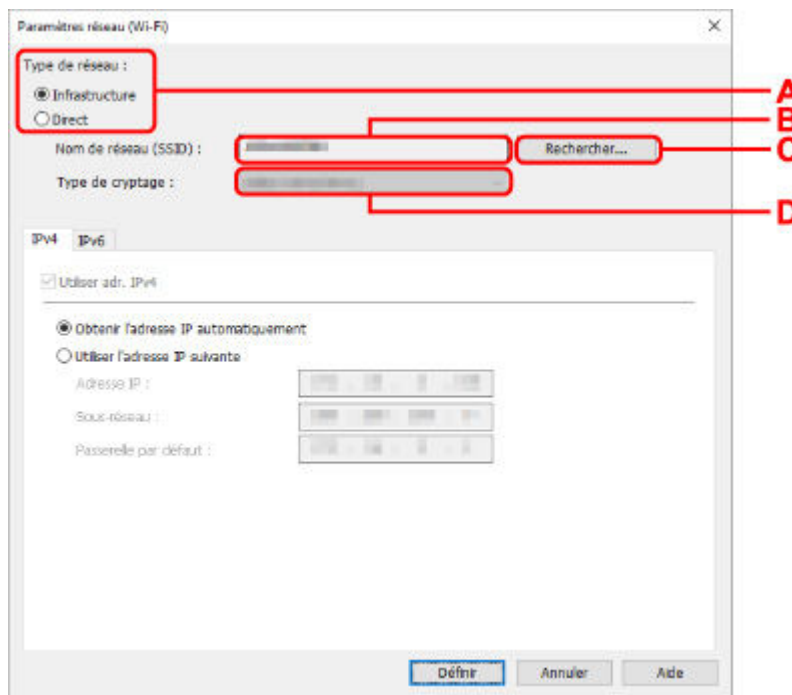 Paramètres réseau (Wi-Fi)
Type de réseau :
Infrastructure
A
Direct
B
Nom de réseau (SSID) :
Rechercher...
C
Type de cryptage :
D
IPv4
IPv6
Utiliser adr. IPv4
Obtenir l'adresse IP automatiquement
Utiliser l'adresse IP suivante
Adresse IP :
Sous-réseau :
Passerelle par défaut :
Définir
Annuler
Aide